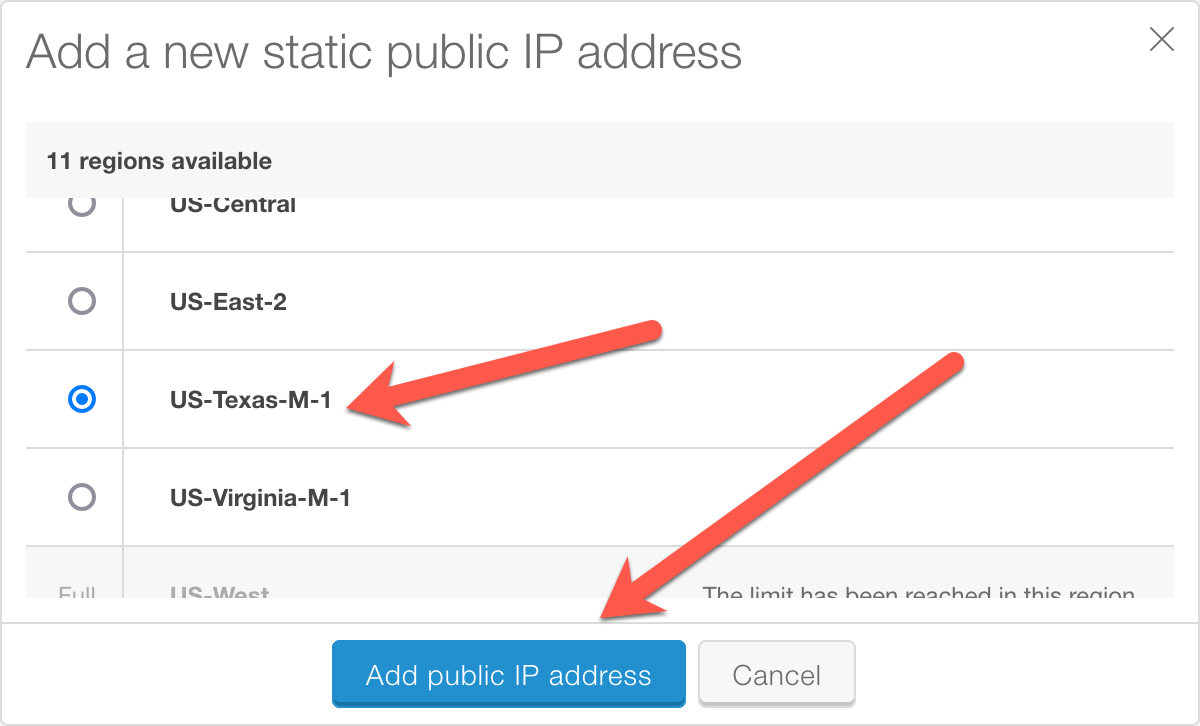 Add a new static public IP address
11 regions available
US-Central
US-East-2
US-Texas-M-1
US-Virginia-M-1
Full US-West The limit has been reached in this region
Add public IP address Cancel